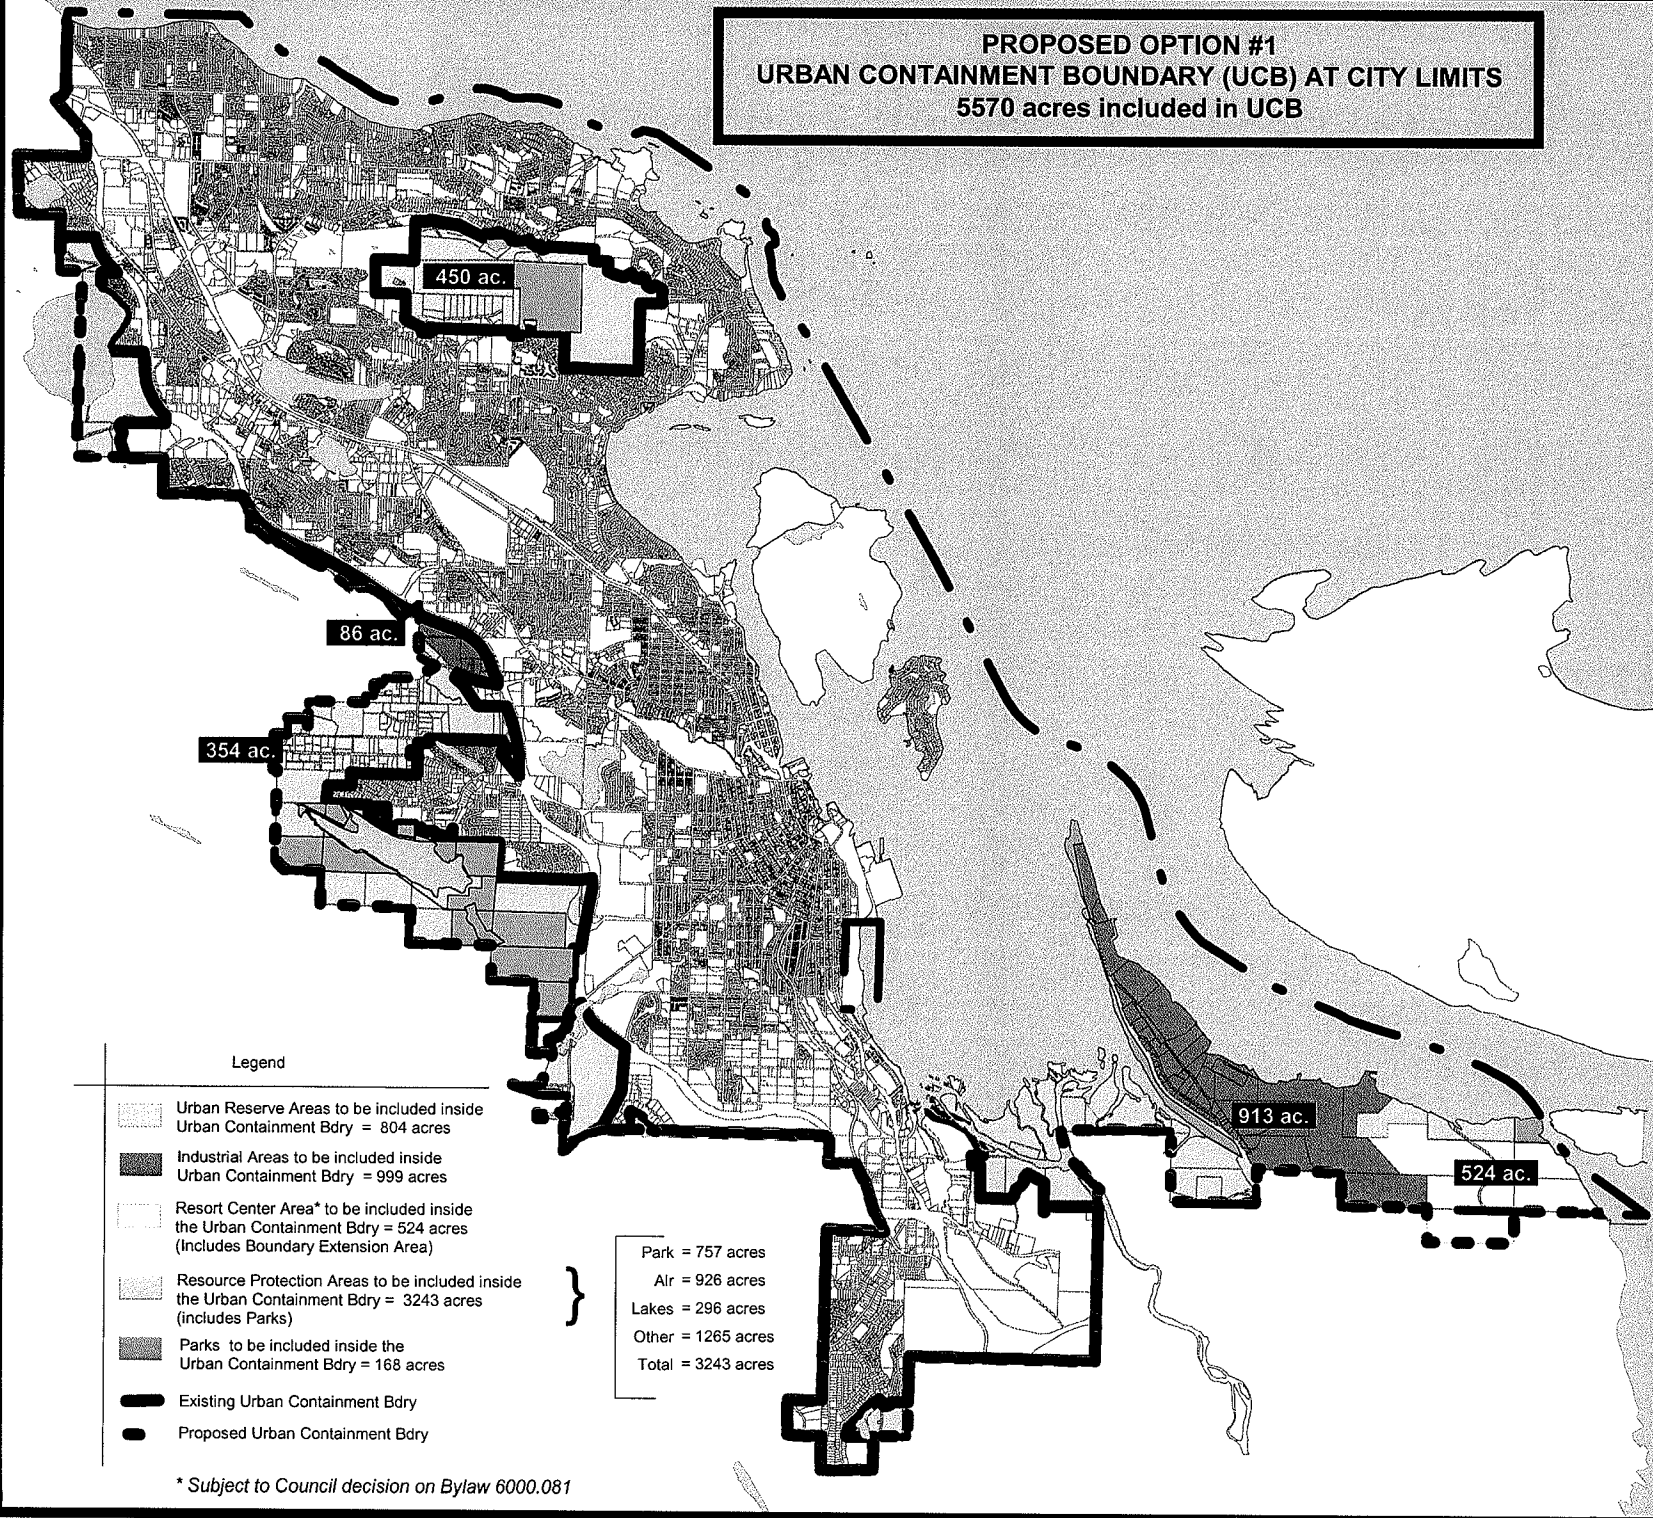 PROPOSED OPTION #1
URBAN CONTAINMENT BOUNDARY (UCB) AT CITY LIMITS
5570 acres included in UCB
450 ac.
86 ac.
354 ac.
913 ac.
524 ac.
Legend
Urban Reserve Areas to be included inside
Urban Containment Bdry = 804 acres
Industrial Areas to be included inside
Urban Containment Bdry = 999 acres
Resort Center Area* to be included inside
the Urban Containment Bdry = 524 acres
(Includes Boundary Extension Area)
Resource Protection Areas to be included inside
the Urban Containment Bdry = 3243 acres
(includes Parks)
Parks to be included inside the
Urban Containment Bdry = 168 acres
Existing Urban Containment Bdry
Proposed Urban Containment Bdry
* Subject to Council decision on Bylaw 6000.081
Park = 757 acres
Alr = 926 acres
Lakes = 296 acres
Other = 1265 acres
Total = 3243 acres